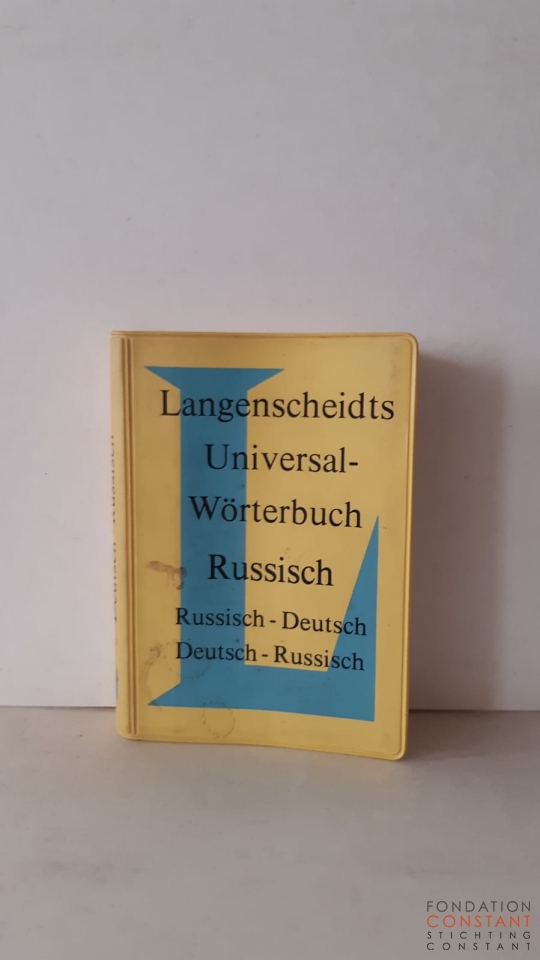 Langenscheidts
Universal-
Wörterbuch
Russisch
Russisch - Deutsch
Deutsch - Russisch
FONDATION
CONSTANT
STICHTING
CONSTANT